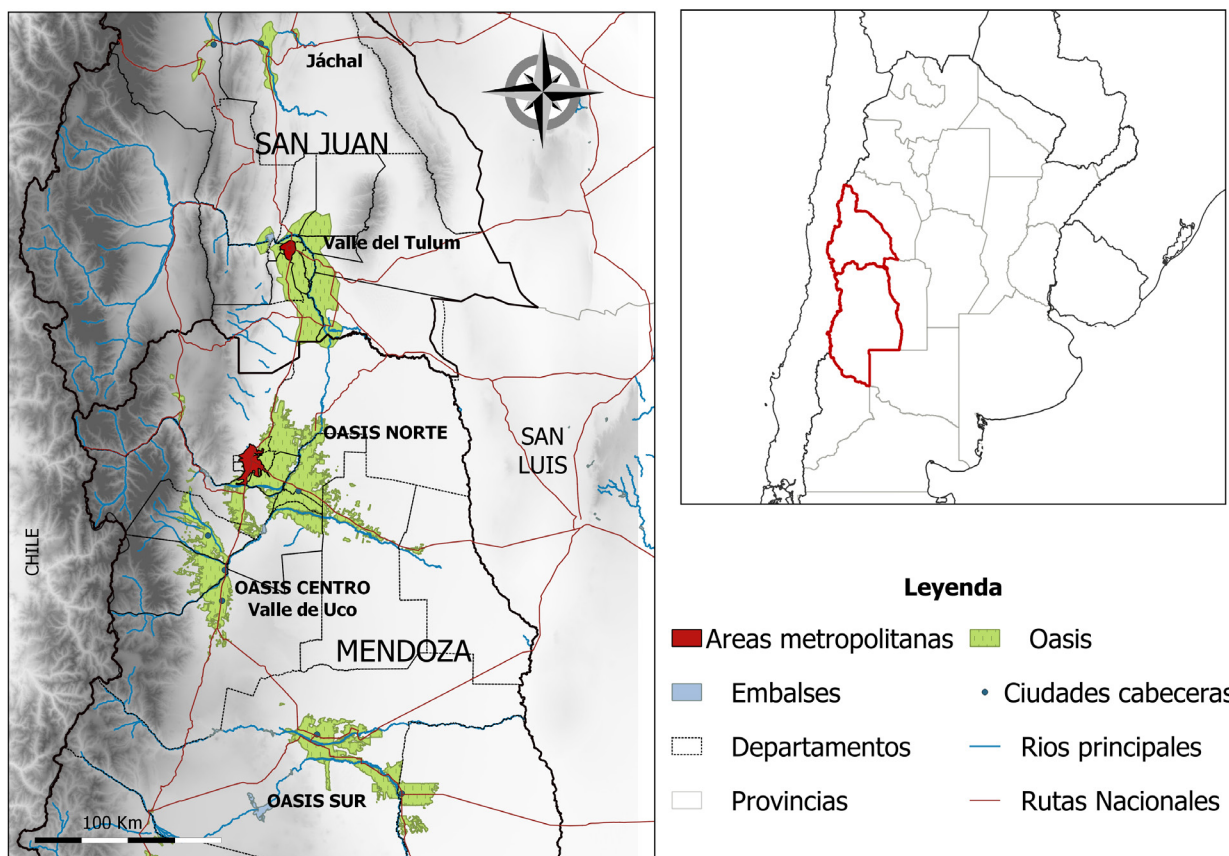 Jáchal
SAN JUAN
Valle del Tulum
OASIS NORTE
SAN
LUIS
CHILE
OASIS CENTRO
Valle de Uco
MENDOZA
OASIS SUR
100 Km
Leyenda
Areas metropolitanas
Oasis
Embalses
Ciudades cabeceras
Departamentos
Rios principales
Provincias
Rutas Nacionales